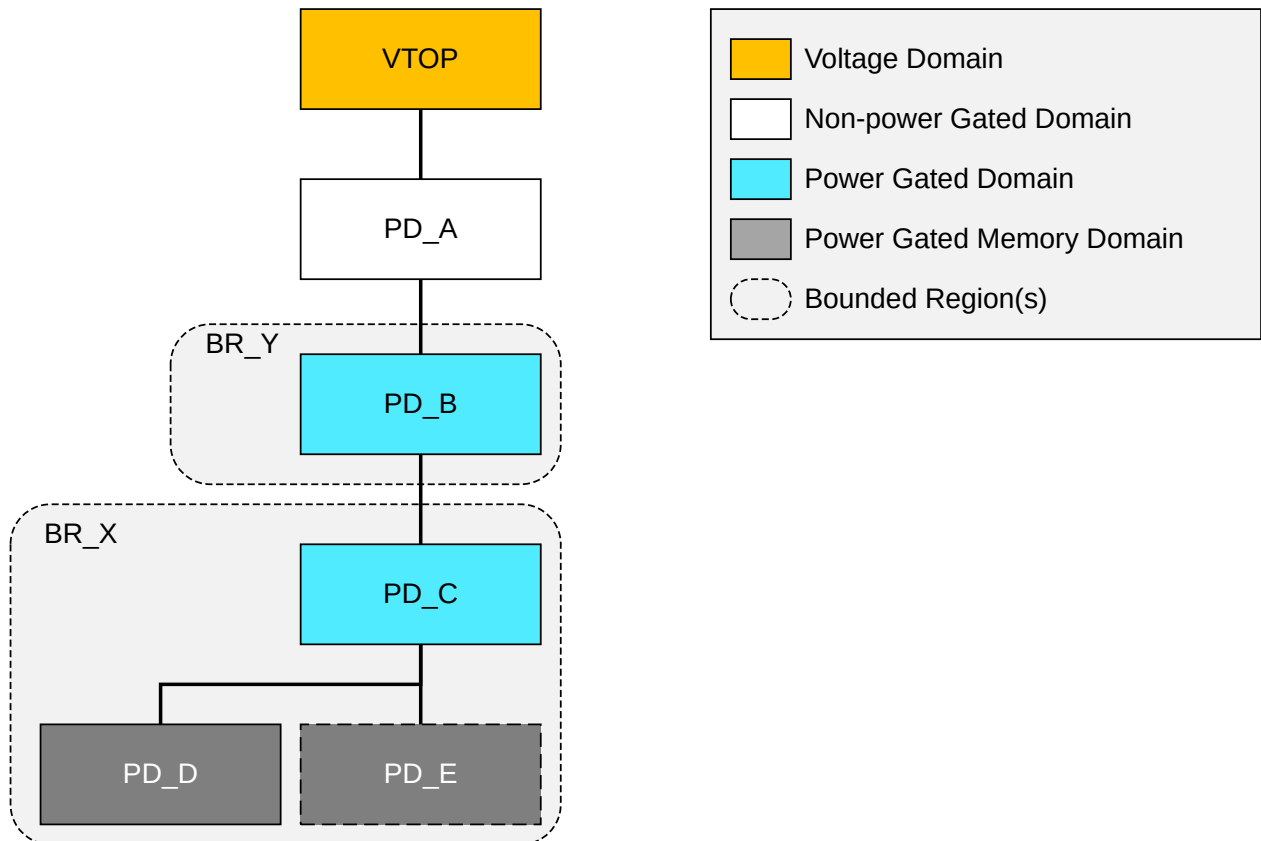 VTOP
PD_A
BR_Y
PD_B
BR_X
PD_C
PD_D
PD_E
Voltage Domain
Non-power Gated Domain
Power Gated Domain
Power Gated Memory Domain
Bounded Region(s)